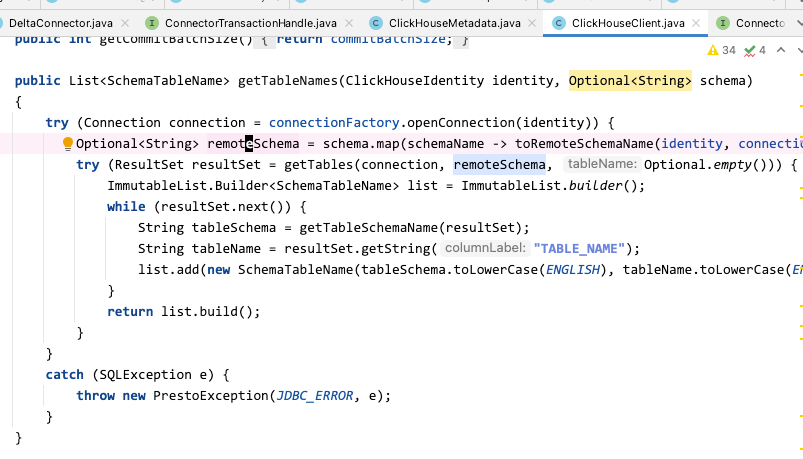 DeltaConnector.java ConnectorTransactionHandle.java ClickHouseMetadata.java ClickHouseClient.java Connecto
public int getCommitBatchSize() { return commitBatchSize; }
34 4
public List<SchemaTableName> getTableNames(ClickHouseIdentity identity, Optional<String> schema)
{
try (Connection connection = connectionFactory.openConnection(identity)) {
Optional<String> remoteSchema = schema.map(schemaName -> toRemoteSchemaName(identity, connectio
try (ResultSet resultSet = getTables(connection, remoteSchema, tableName: Optional.empty())) {
ImmutableList.Builder<SchemaTableName> list = ImmutableList.builder();
while (resultSet.next()) {
String tableSchema = getTableSchemaName(resultSet);
String tableName = resultSet.getString( columnLabel: "TABLE_NAME");
list.add(new SchemaTableName(tableSchema.toLowerCase(ENGLISH), tableName.toLowerCase(EN
}
return list.build();
}
}
catch (SQLException e) {
throw new PrestoException(JDBC_ERROR, e);
}
}